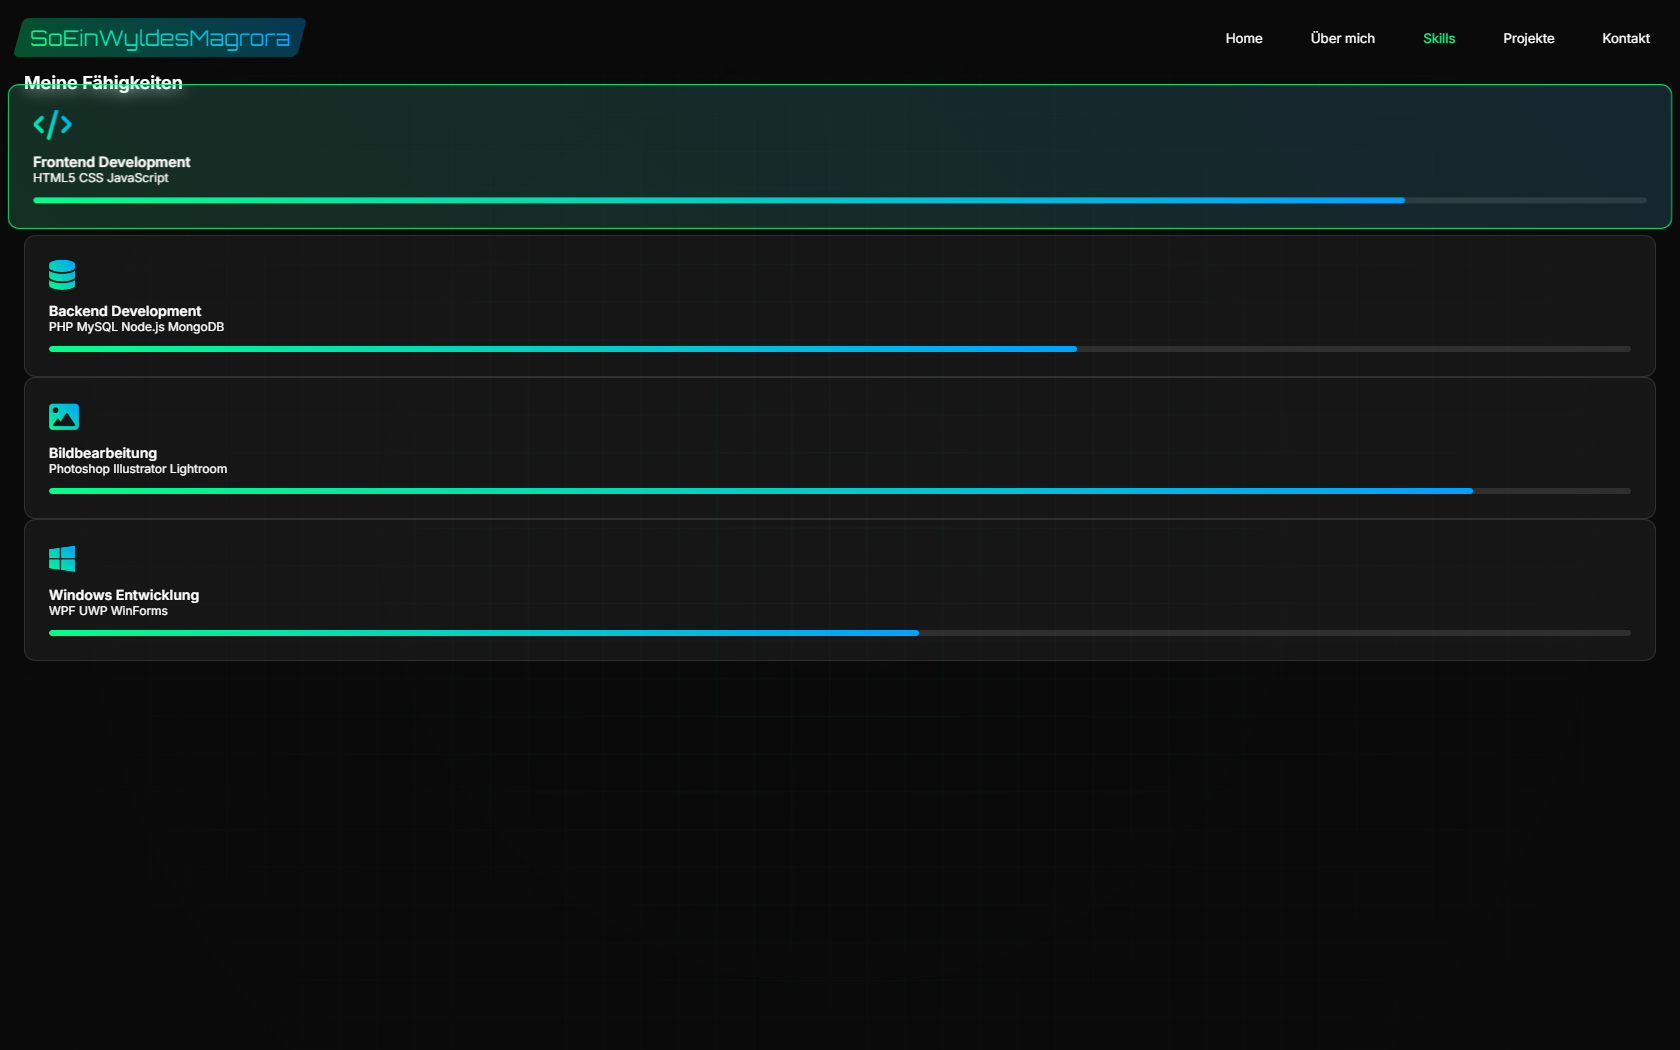 SoEinWyldesMagrora
Home Über mich Skills Projekte Kontakt
Meine Fähigkeiten
Frontend Development
HTML5 CSS JavaScript
Backend Development
PHP MySQL Node.js MongoDB
Bildbearbeitung
Photoshop Illustrator Lightroom
Windows Entwicklung
WPF UWP WinForms